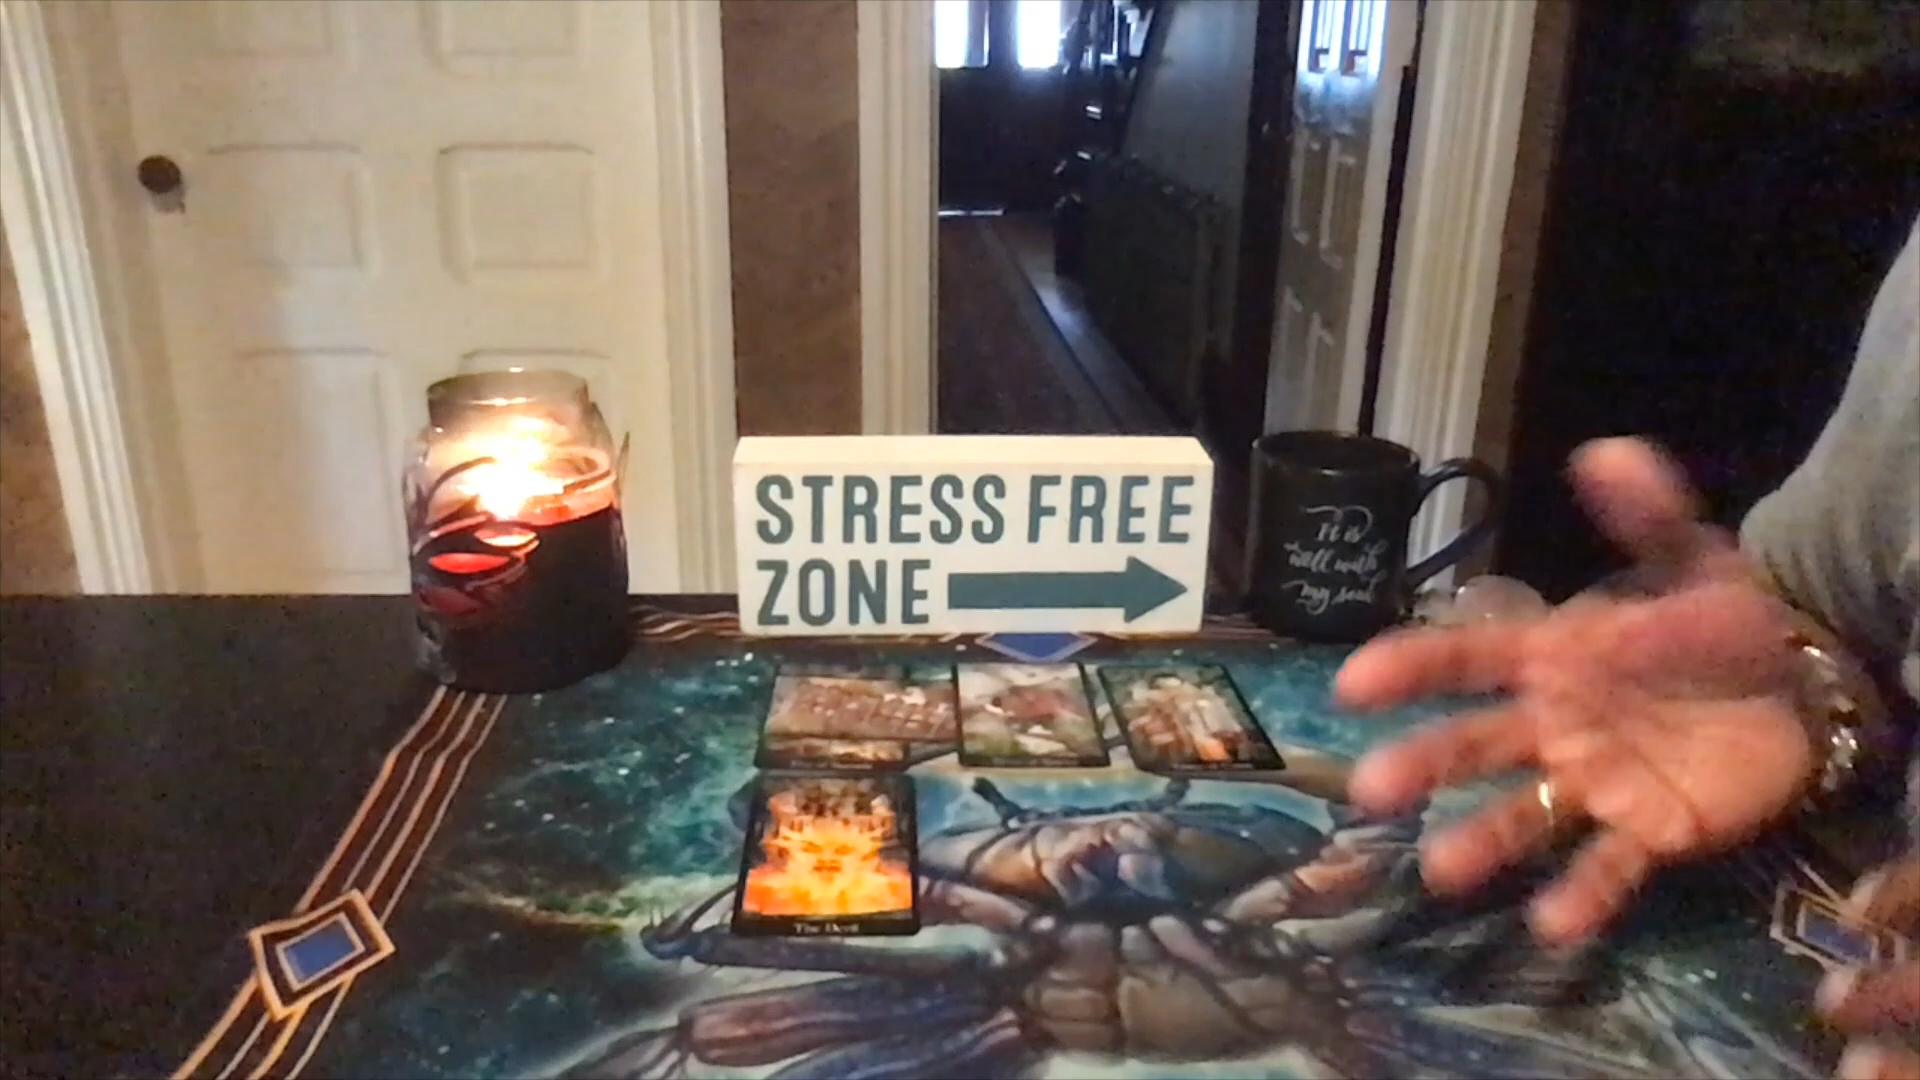 STRESS FREE
ZONE
It is
well with
my soul
The Devil